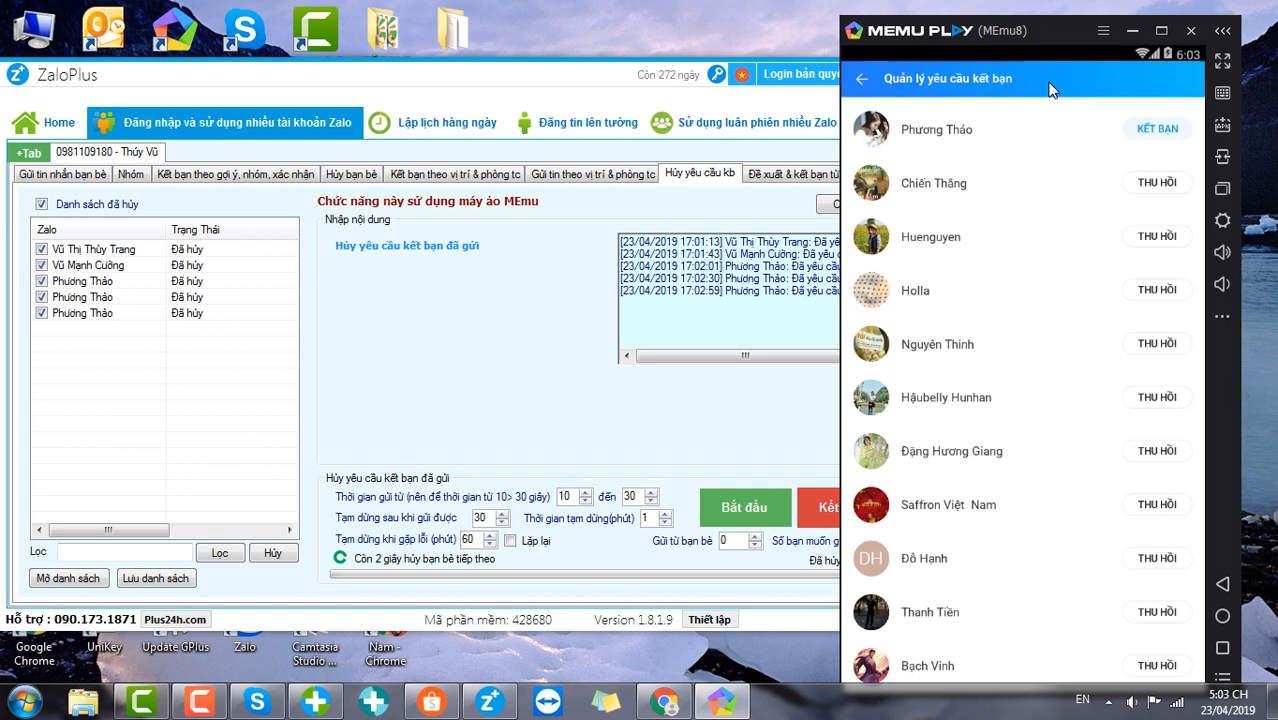 ZaloPlus
Còn 272 ngày
Login bản quyề
Home
Đăng nhập và sử dụng nhiều tài khoản Zalo
Lập lịch hàng ngày
Đăng tin lên tường
Sử dụng luân phiên nhiều Zalo
+Tab
0981109180 - Thúy Vũ
Gửi tin nhắn bạn bè
Nhóm
Kết bạn theo gợi ý, nhóm, xác nhận
Hủy bạn bè
Kết bạn theo vị trí & phòng tc
Gửi tin theo vị trí & phòng tc
Hủy yêu cầu kb
Đề xuất & kết bạn từ
Danh sách đã hủy
Zalo
Trạng Thái
Vũ Thị Thùy Trang
Đã hủy
Vũ Mạnh Cường
Đã hủy
Phương Thảo
Đã hủy
Phương Thảo
Đã hủy
Phương Thảo
Đã hủy
Lọc:
Lọc
Hủy
Mở danh sách
Lưu danh sách
Chức năng này sử dụng máy ảo MEmu
Nhập nội dung
Hủy yêu cầu kết bạn đã gửi
[23/04/2019 17:01:13] Vũ Thị Thùy Trang: Đã yê
[23/04/2019 17:01:43] Vũ Mạnh Cường: Đã yêu c
[23/04/2019 17:02:01] Phương Thảo: Đã yêu cầu
[23/04/2019 17:02:30] Phương Thảo: Đã yêu cầu
[23/04/2019 17:02:59] Phương Thảo: Đã yêu cầu
Hủy yêu cầu kết bạn đã gửi
Thời gian gửi từ (nên để thời gian từ 10> 30 giây)
10
đến
30
Tạm dừng sau khi gửi được
30
Thời gian tạm dừng(phút)
1
Tạm dừng khi gặp lỗi (phút)
60
Lặp lại
Gửi từ bạn bè
0
Số bạn muốn g
Còn 2 giây hủy bạn bè tiếp theo
Đã hủy
Bắt đầu
Kết
Hỗ trợ : 090.173.1871
Plus24h.com
Mã phần mềm: 428680
Version 1.8.1.9
Thiết lập
MEMU PLAY (MEmu8)
6:03
Quản lý yêu cầu kết bạn
Phương Thảo
KẾT BẠN
Chiến Thắng
THU HỒI
Huenguyen
THU HỒI
Holla
THU HỒI
Nguyên Thinh
THU HỒI
Hậubelly Hunhan
THU HỒI
Đặng Hương Giang
THU HỒI
Saffron Việt Nam
THU HỒI
DH
Đỗ Hạnh
THU HỒI
Thanh Tiền
THU HỒI
Bạch Vinh
THU HỒI
Google Chrome
UniKey
Update GPlus
Zalo
Camtasia Studio ...
Nam - Chrome
EN
5:03 CH
23/04/2019